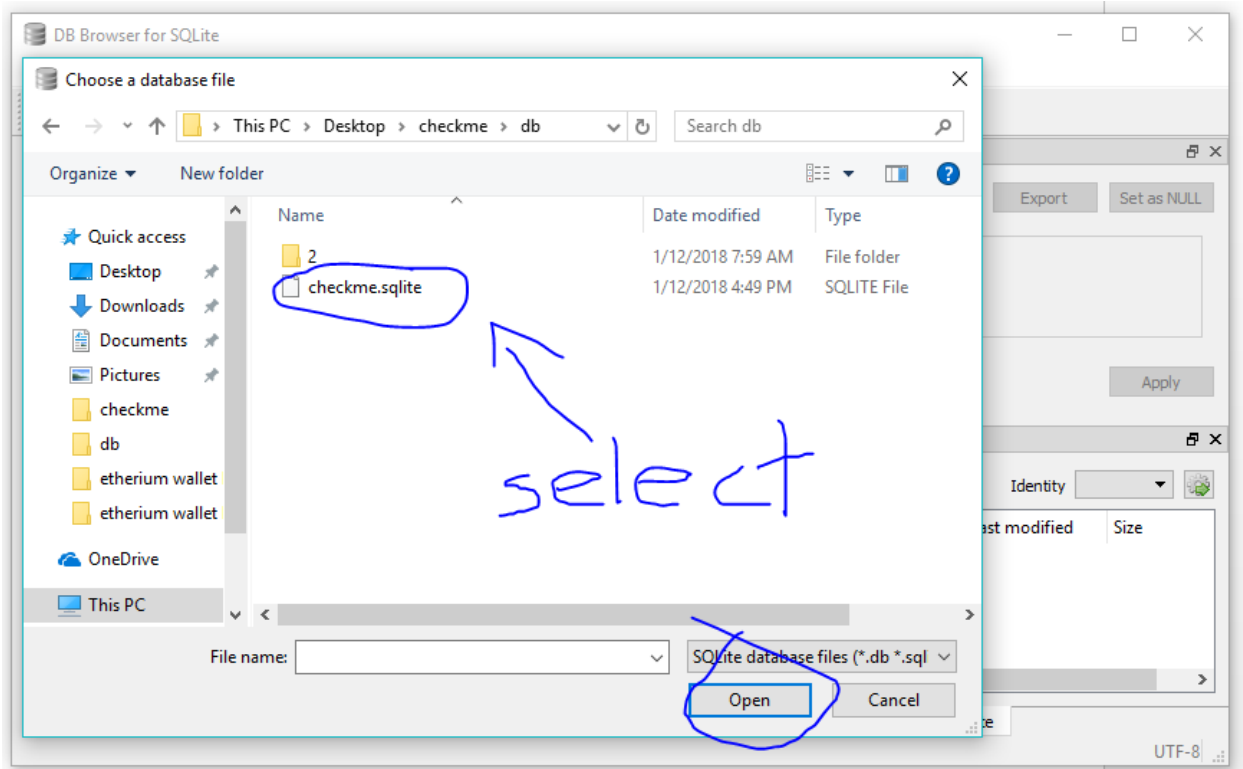 DB Browser for SQLite
Choose a database file
This PC > Desktop > checkme > db
Search db
Organize
New folder
Export
Set as NULL
Name
Date modified
Type
Quick access
2
1/12/2018 7:59 AM
File folder
Desktop
checkme.sqlite
1/12/2018 4:49 PM
SQLITE File
Downloads
Documents
Pictures
Apply
checkme
db
select
etherium wallet
Identity
etherium wallet
ast modified
Size
OneDrive
This PC
File name:
SQLite database files (*.db *.sql
Open
Cancel
te
UTF-8